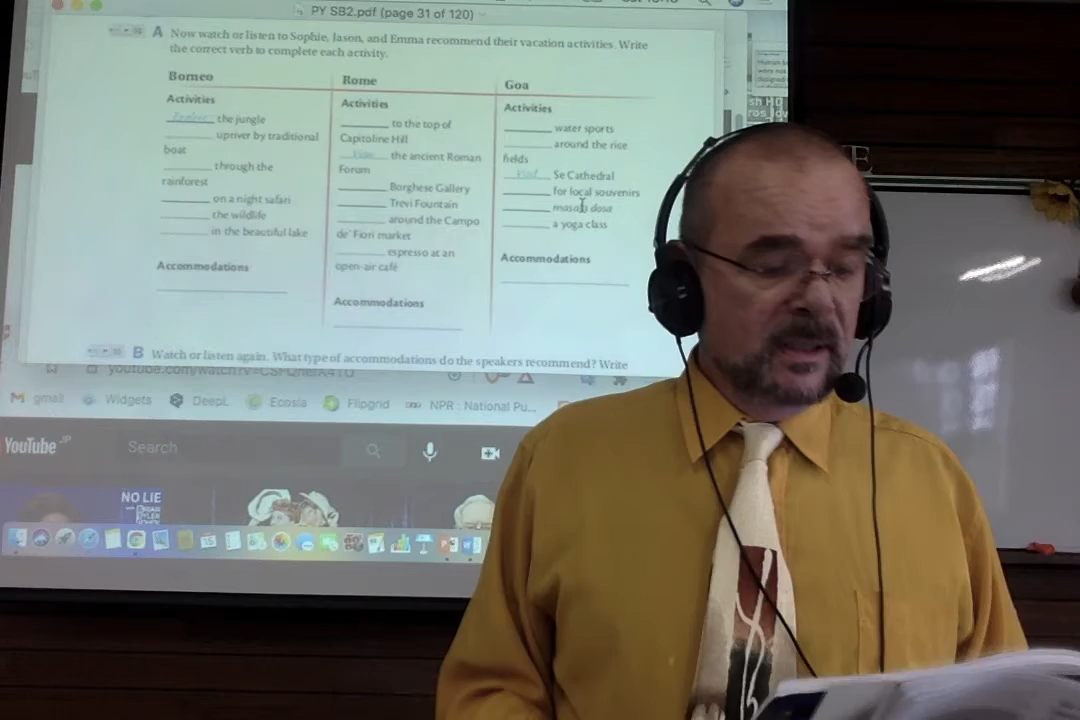 PY SB2.pdf (page 31 of 120)
A Now watch or listen to Sophie, Jason, and Emma recommend their vacation activities. Write
the correct verb to complete each activity.
Borneo
Activities
Explore the jungle
upriver by traditional
boat
through the
rainforest
on a night safari
the wildlife
in the beautiful lake
Accommodations
Rome
Activities
to the top of
Capitoline Hill
the ancient Roman
Forum
Borghese Gallery
Trevi Fountain
around the Campo
de' Fiori market
espresso at an
open-air café
Accommodations
Goa
Activities
water sports
around the rice
fields
Visit Se Cathedral
for local souvenirs
masala dosa
a yoga class
Accommodations
B Watch or listen again. What type of accommodations do the speakers recommend? Write
gmail Widgets DeepL Ecosia Flipgrid NPR : National Pu...
YouTube JP Search
NO LIE